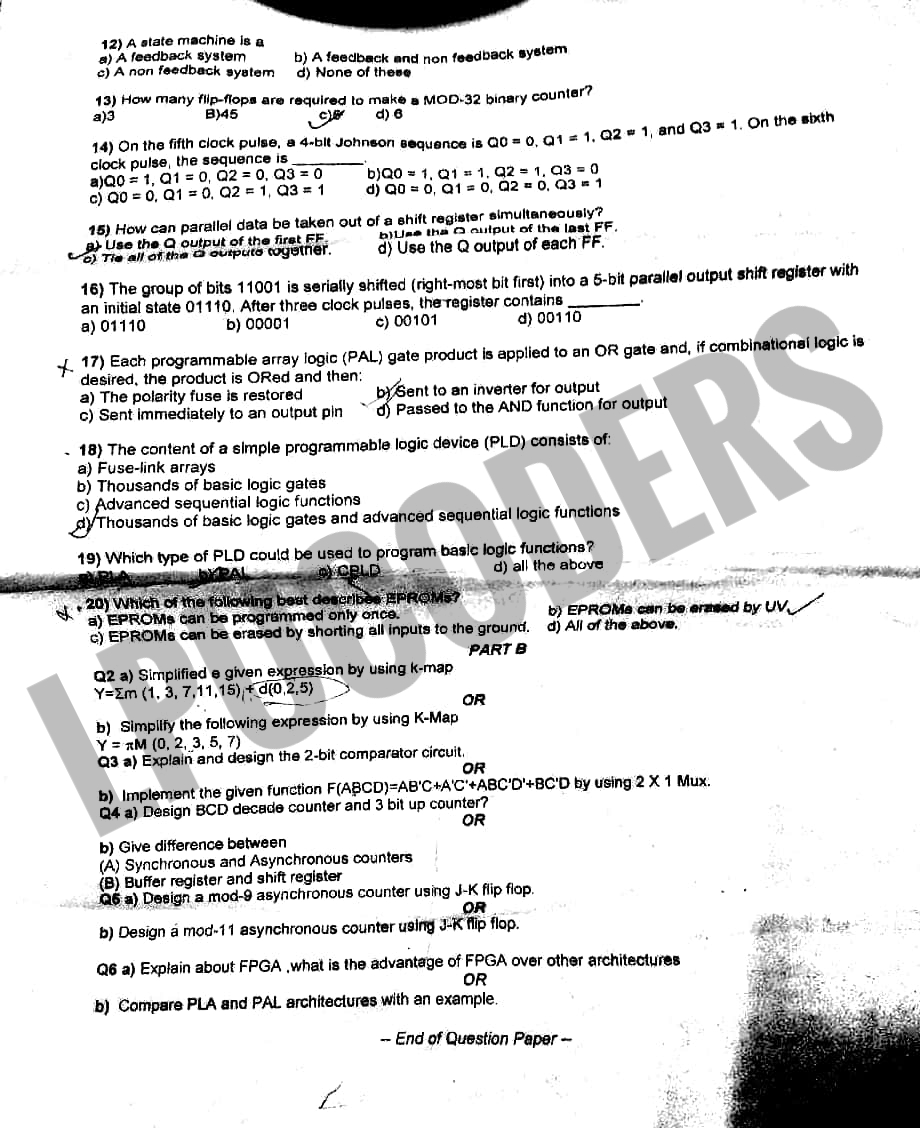 12) A state machine is a
a) A feedback system b) A feedback and non feedback system
c) A non feedback system d) None of these
13) How many flip-flops are required to make a MOD-32 binary counter?
a)3 B)45 c)5 d) 6
14) On the fifth clock pulse, a 4-bit Johnson sequence is Q0 = 0, Q1 = 1, Q2 = 1, and Q3 = 1. On the sixth
clock pulse, the sequence is ________.
a)Q0 = 1, Q1 = 0, Q2 = 0, Q3 = 0 b)Q0 = 1, Q1 = 1, Q2 = 1, Q3 = 0
c) Q0 = 0, Q1 = 0, Q2 = 1, Q3 = 1 d) Q0 = 0, Q1 = 0, Q2 = 0, Q3 = 1
15) How can parallel data be taken out of a shift register simultaneously?
a) Use the Q output of the first FF. b)Use the Q output of the last FF.
c) Tie all of the Q outputs together. d) Use the Q output of each FF.
16) The group of bits 11001 is serially shifted (right-most bit first) into a 5-bit parallel output shift register with
an initial state 01110. After three clock pulses, the register contains ________.
a) 01110 b) 00001 c) 00101 d) 00110
17) Each programmable array logic (PAL) gate product is applied to an OR gate and, if combinational logic is
desired, the product is ORed and then:
a) The polarity fuse is restored b) Sent to an inverter for output
c) Sent immediately to an output pin d) Passed to the AND function for output
18) The content of a simple programmable logic device (PLD) consists of:
a) Fuse-link arrays
b) Thousands of basic logic gates
c) Advanced sequential logic functions
d) Thousands of basic logic gates and advanced sequential logic functions
19) Which type of PLD could be used to program basic logic functions?
a) PLA b) PAL c) CPLD d) all the above
20) Which of the following best describes EPROMs?
a) EPROMs can be programmed only once. b) EPROMs can be erased by UV.
c) EPROMs can be erased by shorting all inputs to the ground. d) All of the above.
PART B
Q2 a) Simplified e given expression by using k-map
Y=Σm (1, 3, 7,11,15) + d(0,2,5)
OR
b) Simplify the following expression by using K-Map
Y = πM (0, 2, 3, 5, 7)
Q3 a) Explain and design the 2-bit comparator circuit.
OR
b) Implement the given function F(ABCD)=AB'C+A'C'+ABC'D'+BC'D by using 2 X 1 Mux.
Q4 a) Design BCD decade counter and 3 bit up counter?
OR
b) Give difference between
(A) Synchronous and Asynchronous counters
(B) Buffer register and shift register
Q5 a) Design a mod-9 asynchronous counter using J-K flip flop.
OR
b) Design a mod-11 asynchronous counter using J-K flip flop.
Q6 a) Explain about FPGA ,what is the advantage of FPGA over other architectures
OR
b) Compare PLA and PAL architectures with an example.
-- End of Question Paper --
LPUCODERS